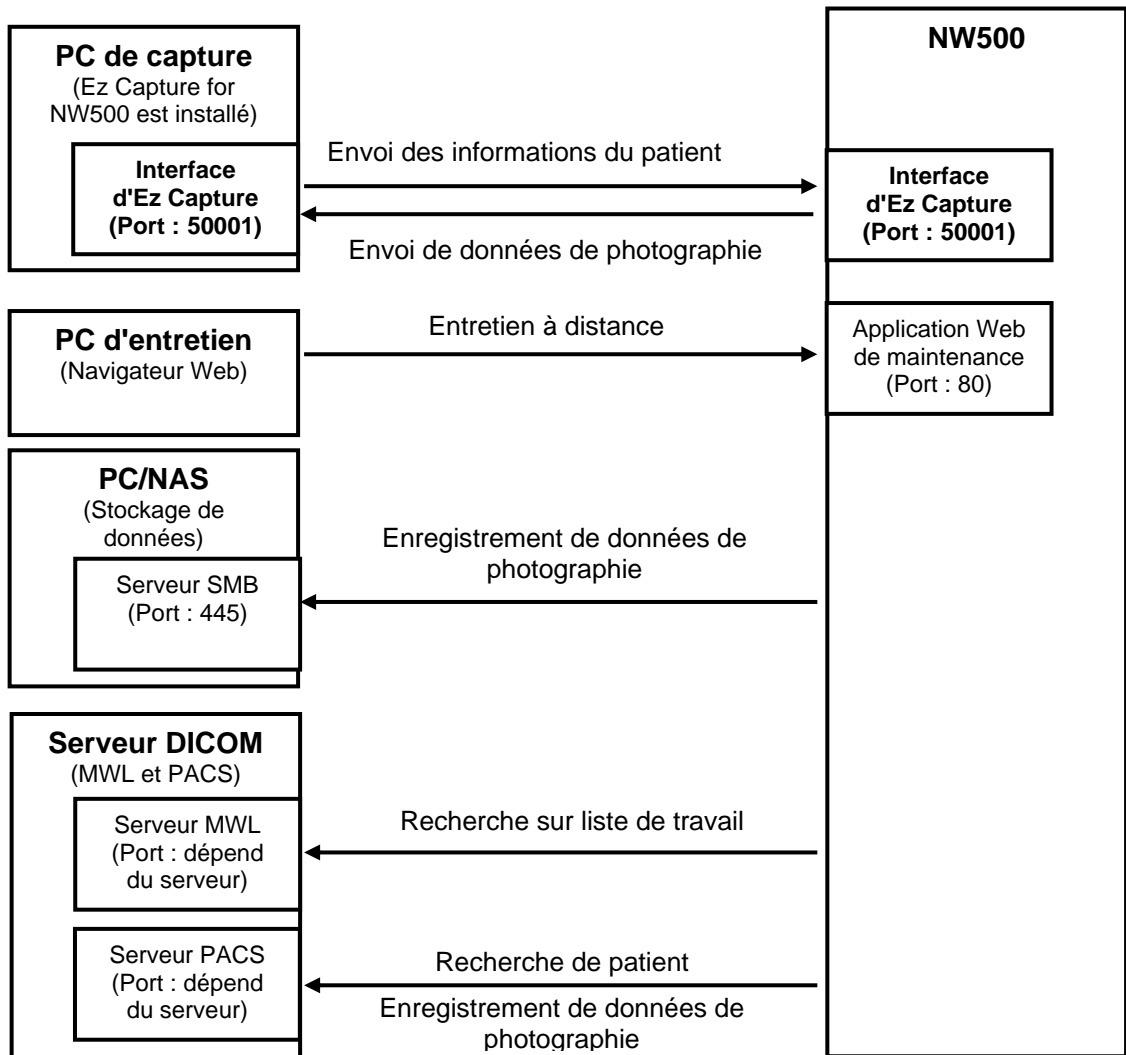 PC de capture
(Ez Capture for
NW500 est installé)
Interface
d'Ez Capture
(Port : 50001)
Envoi des informations du patient
Envoi de données de photographie
NW500
Interface
d'Ez Capture
(Port : 50001)
PC d'entretien
(Navigateur Web)
Entretien à distance
Application Web
de maintenance
(Port : 80)
PC/NAS
(Stockage de
données)
Serveur SMB
(Port : 445)
Enregistrement de données de
photographie
Serveur DICOM
(MWL et PACS)
Serveur MWL
(Port : dépend
du serveur)
Recherche sur liste de travail
Serveur PACS
(Port : dépend
du serveur)
Recherche de patient
Enregistrement de données de
photographie